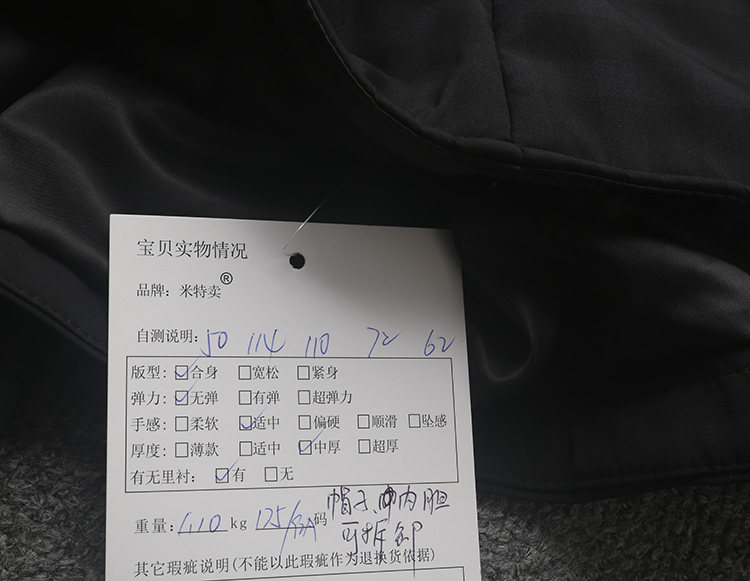 宝贝实物情况
品牌: 米特卖®
自测说明: 50 114 110 72 62
版型: ☑合身 □宽松 □紧身
弹力: ☑无弹 □有弹 □超弹力
手感: □柔软 ☑适中 □偏硬 □顺滑 □坠感
厚度: □薄款 □适中 ☑中厚 □超厚
有无里衬: ☑有 □无
重量: 1.10 kg 175/ 码 帽子、内胆
可拆卸
其它瑕疵说明(不能以此瑕疵作为退换货依据)